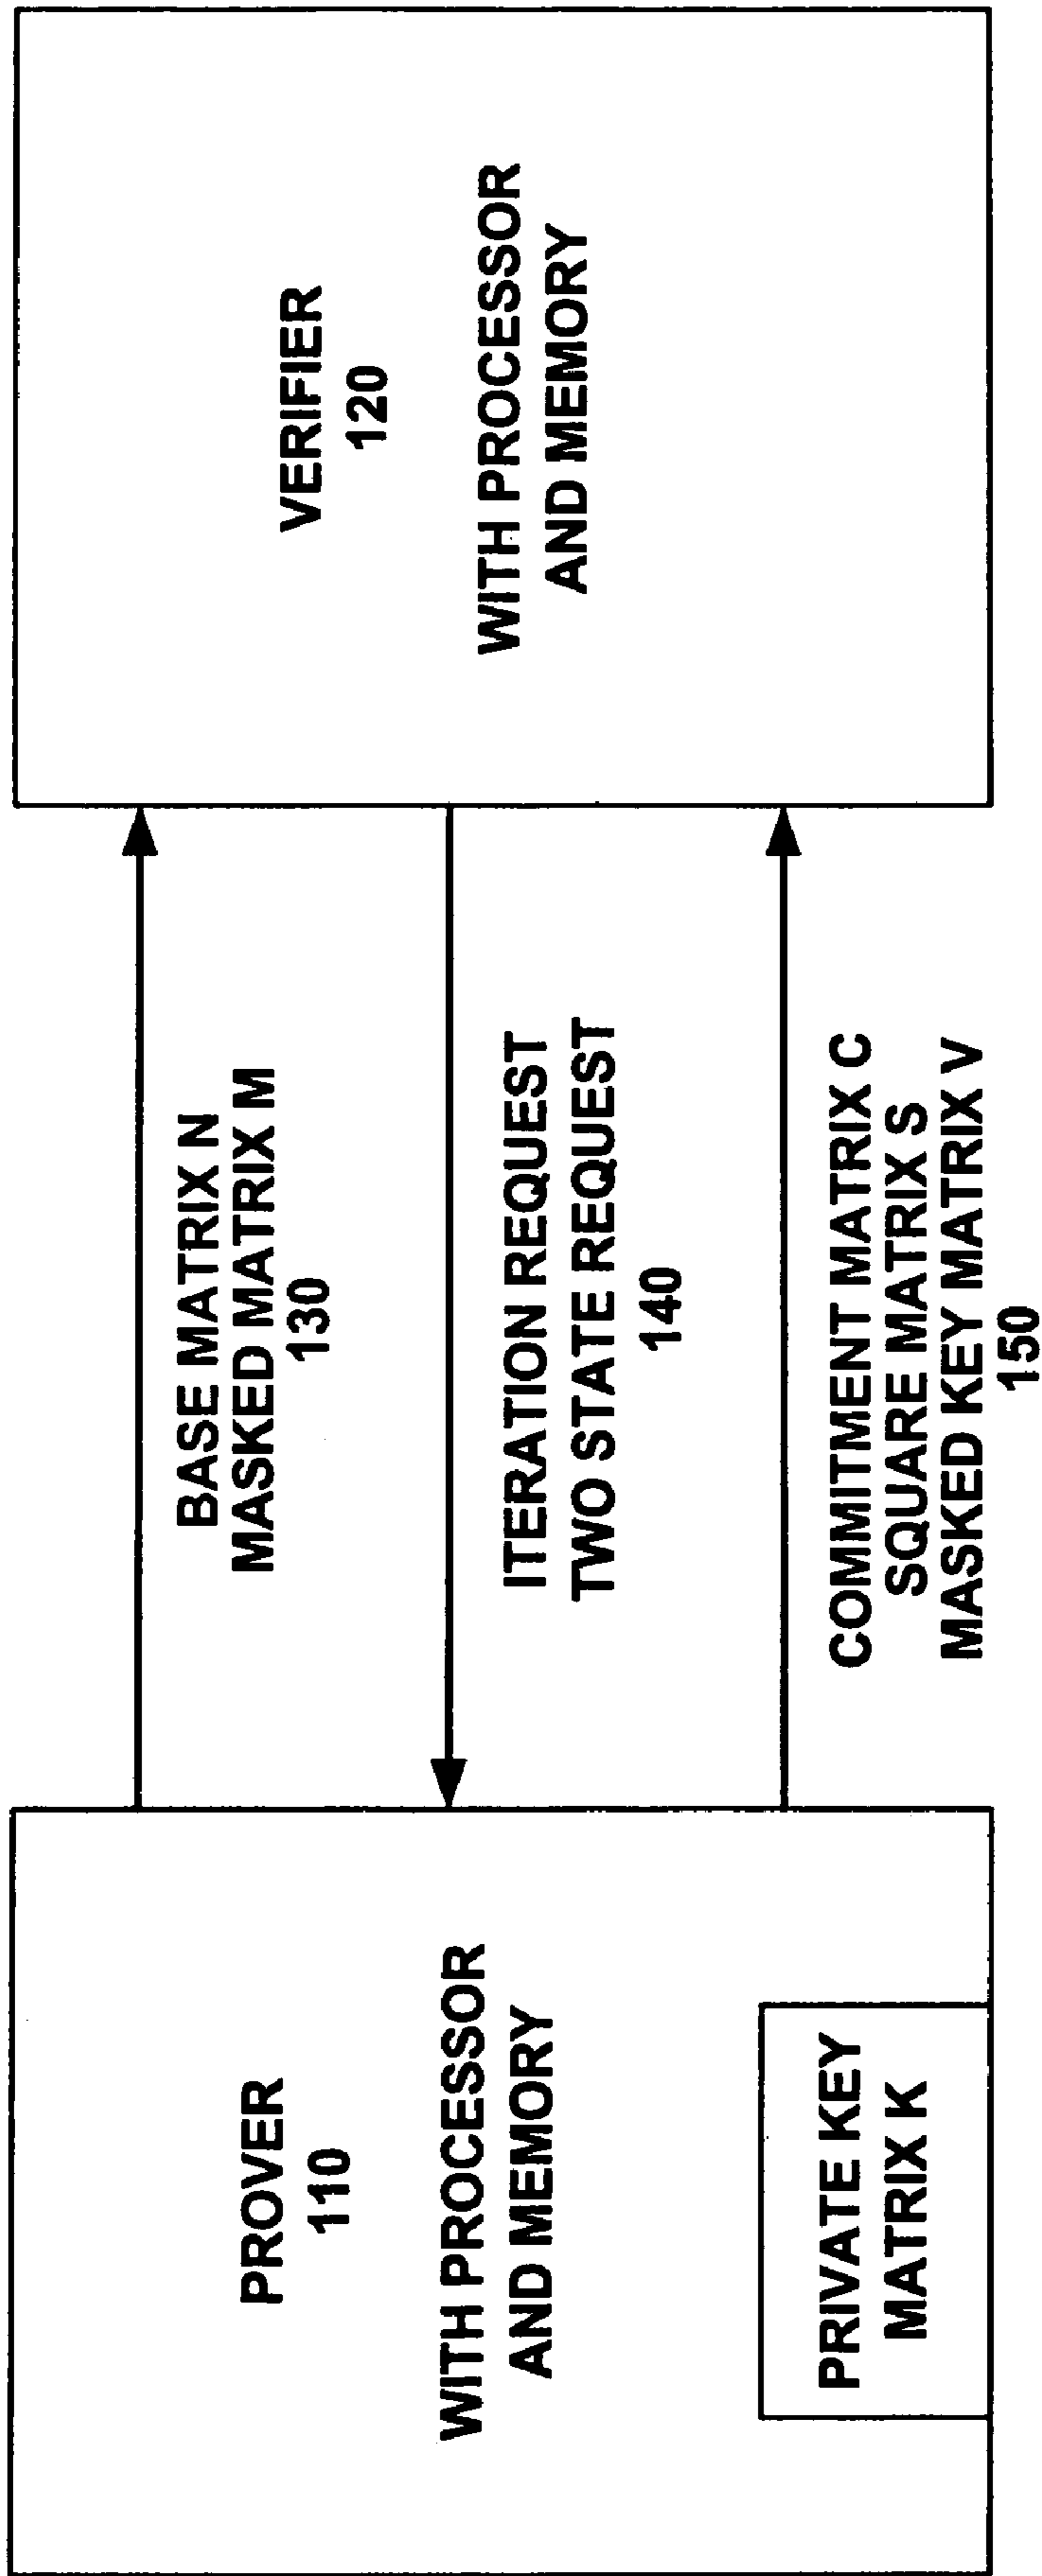 PROVER
110
WITH PROCESSOR
AND MEMORY
PRIVATE KEY
MATRIX K
BASE MATRIX N
MASKED MATRIX M
130
ITERATION REQUEST
TWO STATE REQUEST
140
COMMITMENT MATRIX C
SQUARE MATRIX S
MASKED KEY MATRIX V
150
VERIFIER
120
WITH PROCESSOR
AND MEMORY